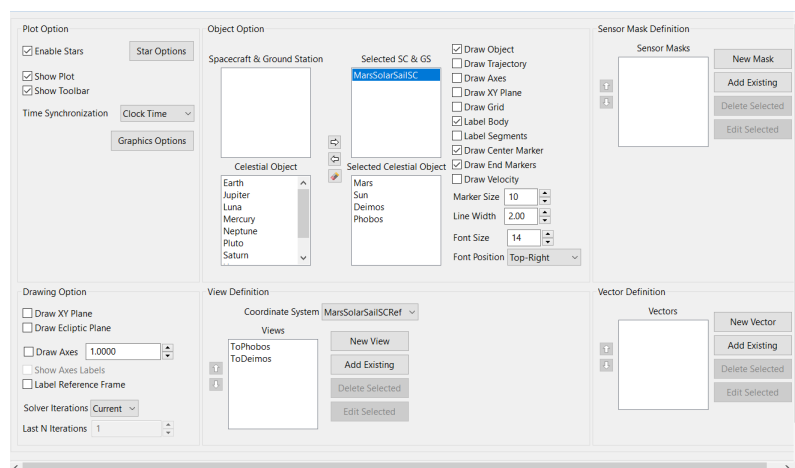 Plot Option
Enable Stars
Star Options
Show Plot
Show Toolbar
Time Synchronization
Clock Time
Graphics Options
Object Option
Spacecraft & Ground Station
Selected SC & GS
MarsSolarSailSC
Celestial Object
Earth
Jupiter
Luna
Mercury
Neptune
Pluto
Saturn
Selected Celestial Object
Mars
Sun
Deimos
Phobos
Draw Object
Draw Trajectory
Draw Axes
Draw XY Plane
Draw Grid
Label Body
Label Segments
Draw Center Marker
Draw End Markers
Draw Velocity
Marker Size 10
Line Width 2.00
Font Size 14
Font Position Top-Right
Sensor Mask Definition
Sensor Masks
New Mask
Add Existing
Delete Selected
Edit Selected
Drawing Option
Draw XY Plane
Draw Ecliptic Plane
Draw Axes 1.0000
Show Axes Labels
Label Reference Frame
Solver Iterations Current
Last N Iterations 1
View Definition
Coordinate System MarsSolarSailSCRef
Views
ToPhobos
ToDeimos
New View
Add Existing
Delete Selected
Edit Selected
Vector Definition
Vectors
New Vector
Add Existing
Delete Selected
Edit Selected